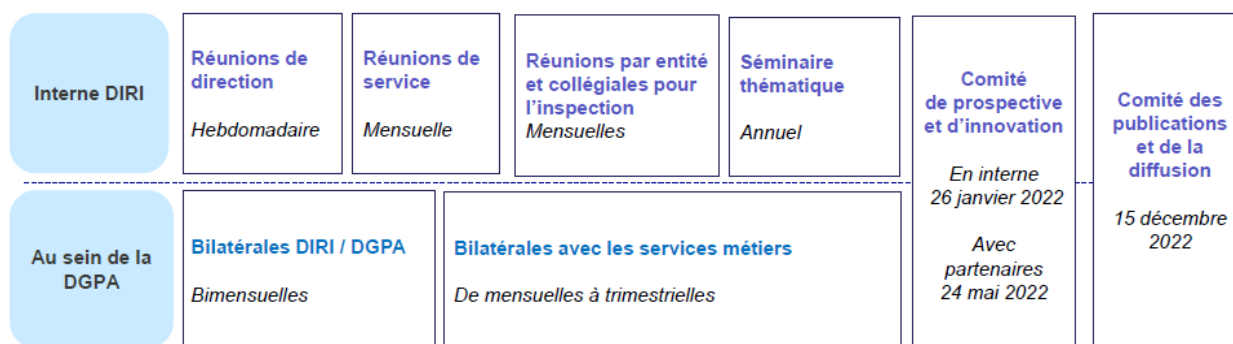 Interne DIRI
Réunions de
direction
Hebdomadaire
Réunions de
service
Mensuelle
Réunions par entité
et collégiales pour
l’inspection
Mensuelles
Séminaire
thématique
Annuel
Comité
de prospective
et d’innovation
En interne
26 janvier 2022
Avec
partenaires
24 mai 2022
Comité des
publications
et de la
diffusion
15 décembre
2022
Au sein de la
DGPA
Bilatérales DIRI / DGPA
Bimensuelles
Bilatérales avec les services métiers
De mensuelles à trimestrielles